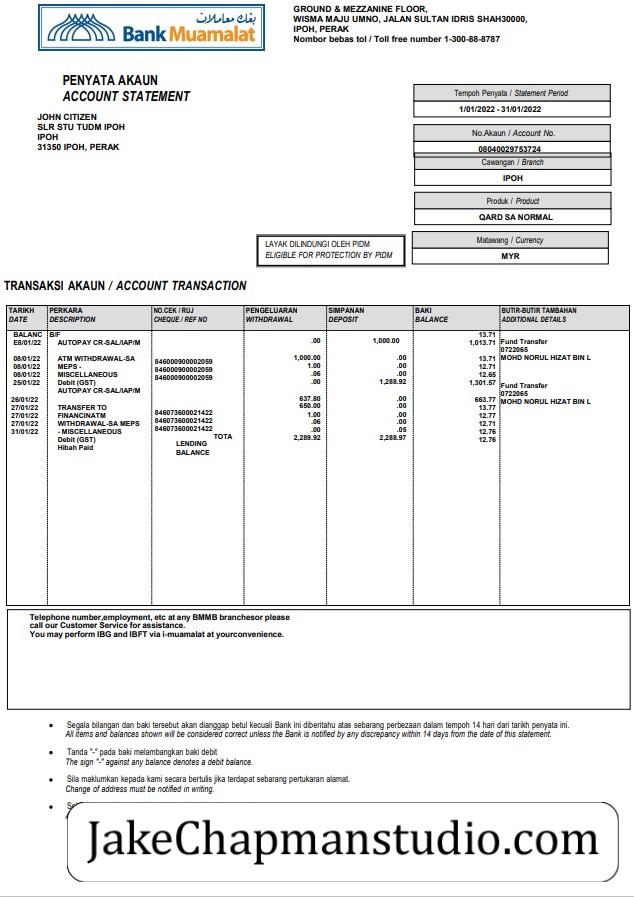 بنك معاملات
Bank Muamalat
GROUND & MEZZANINE FLOOR,
WISMA MAJU UMNO, JALAN SULTAN IDRIS SHAH30000,
IPOH, PERAK
Nombor bebas tol / Toll free number 1-300-88-8787
PENYATA AKAUN
ACCOUNT STATEMENT
JOHN CITIZEN
SLR STU TUDM IPOH
IPOH
31350 IPOH, PERAK
Tempoh Penyata / Statement Period
1/01/2022 - 31/01/2022
No.Akaun / Account No.
08040029753724
Cawangan / Branch
IPOH
Produk / Product
QARD SA NORMAL
Matawang / Currency
MYR
LAYAK DILINDUNGI OLEH PIDM
ELIGIBLE FOR PROTECTION BY PIDM
TRANSAKSI AKAUN / ACCOUNT TRANSACTION
TARIKH PERKARA NO.CEK / RUJ PENGELUARAN SIMPANAN BAKI BUTIR-BUTIR TAMBAHAN
DATE DESCRIPTION CHEQUE / REF NO WITHDRAWAL DEPOSIT BALANCE ADDITIONAL DETAILS
BALANC B/F 13.71
E8/01/22 AUTOPAY CR-SAL/IAP/M .00 1,000.00 1,013.71 Fund Transfer
0722065
08/01/22 ATM WITHDRAWAL-SA 846000900002059 1,000.00 .00 13.71 MOHD NORUL HIZAT BIN L
08/01/22 MEPS - 846000900002059 1.00 .00 12.71
08/01/22 MISCELLANEOUS 846000900002059 .06 .00 12.65
25/01/22 Debit (GST) .00 1,288.92 1,301.57 Fund Transfer
AUTOPAY CR-SAL/IAP/M 0722065
26/01/22 637.80 .00 663.77 MOHD NORUL HIZAT BIN L
27/01/22 TRANSFER TO 650.00 .00 13.77
27/01/22 FINANCINATM 846073600021422 1.00 .00 12.77
27/01/22 WITHDRAWAL-SA MEPS 846073600021422 .06 .00 12.71
31/01/22 - MISCELLANEOUS 846073600021422 .00 .05 12.76
Debit (GST) TOTA 2,289.92 2,288.97 12.76
Hibah Paid LENDING
BALANCE
Telephone number,employment, etc at any BMMB branchesor please
call our Customer Service for assistance.
You may perform IBG and IBFT via i-muamalat at yourconvenience.
• Segala bilangan dan baki tersebut akan dianggap betul kecuali Bank ini diberitahu atas sebarang perbezaan dalam tempoh 14 hari dari tarikh penyata ini.
All items and balances shown will be considered correct unless the Bank is notified by any discrepancy within 14 days from the date of this statement.
• Tanda "-" pada baki melambangkan baki debit
The sign "-" against any balance denotes a debit balance.
• Sila maklumkan kepada kami secara bertulis jika terdapat sebarang pertukaran alamat.
Change of address must be notified in writing.
JakeChapmanstudio.com